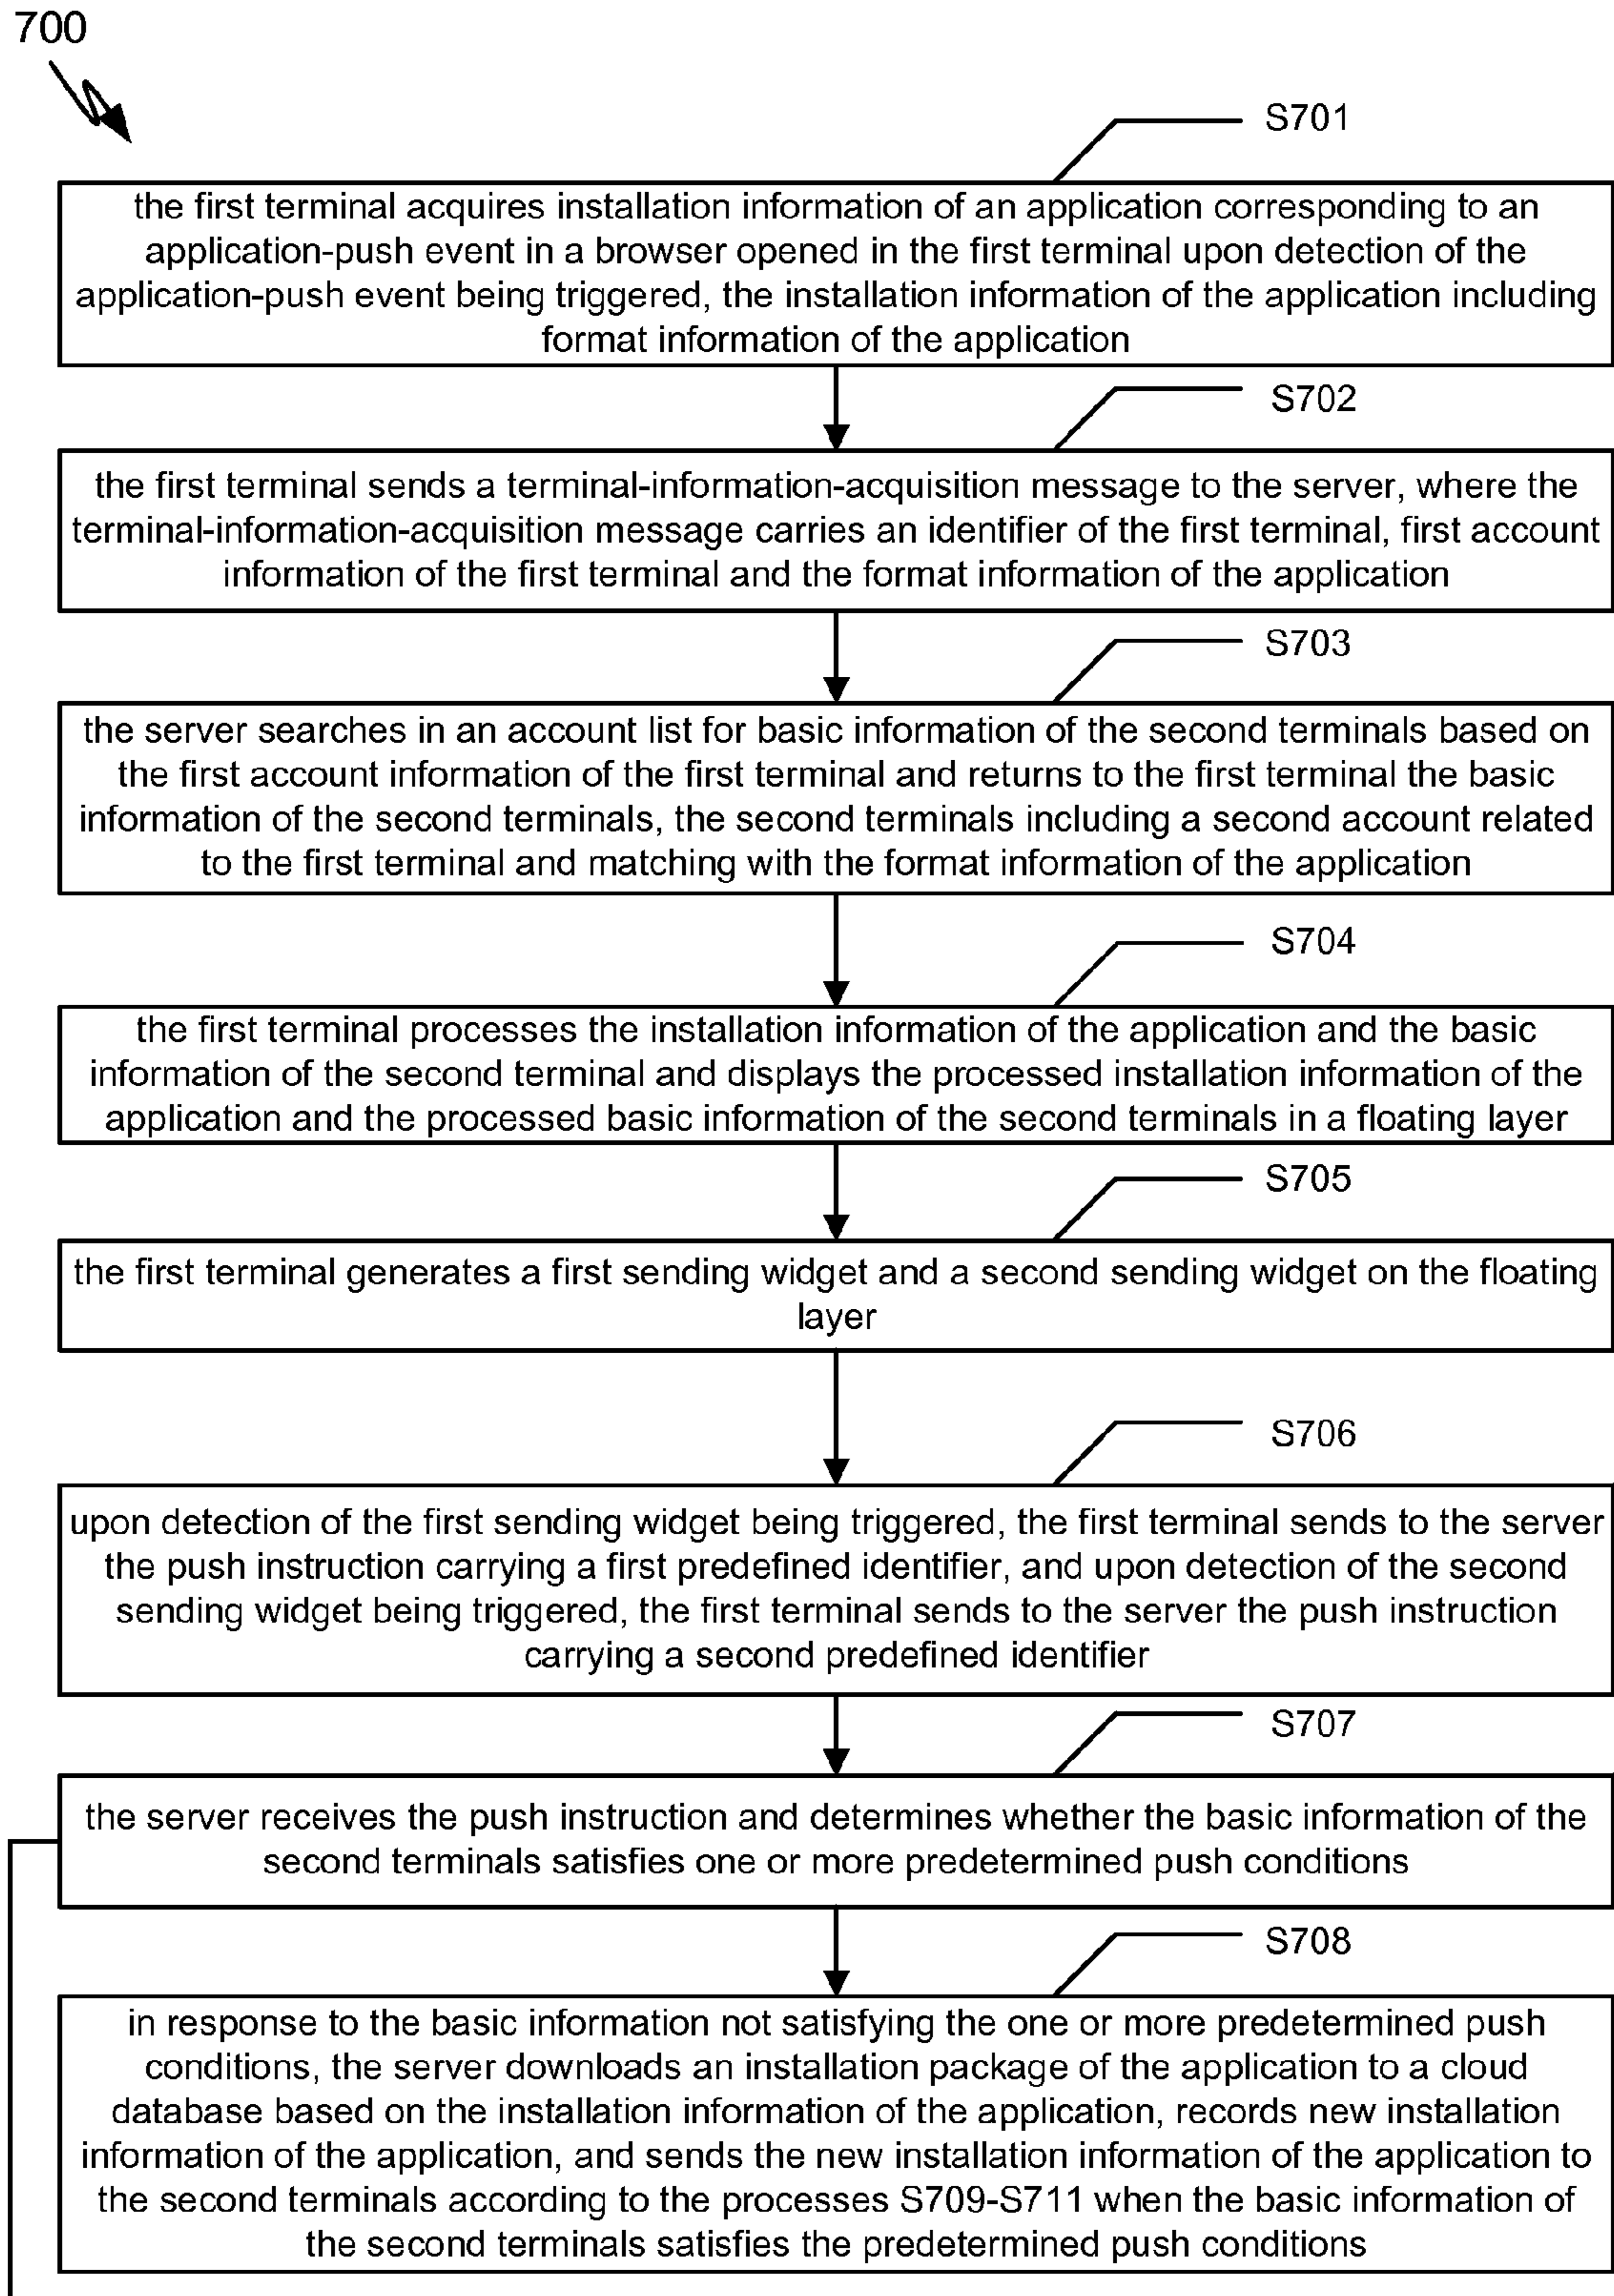 700
S701
the first terminal acquires installation information of an application corresponding to an
application-push event in a browser opened in the first terminal upon detection of the
application-push event being triggered, the installation information of the application including
format information of the application
S702
the first terminal sends a terminal-information-acquisition message to the server, where the
terminal-information-acquisition message carries an identifier of the first terminal, first account
information of the first terminal and the format information of the application
S703
the server searches in an account list for basic information of the second terminals based on
the first account information of the first terminal and returns to the first terminal the basic
information of the second terminals, the second terminals including a second account related
to the first terminal and matching with the format information of the application
S704
the first terminal processes the installation information of the application and the basic
information of the second terminal and displays the processed installation information of the
application and the processed basic information of the second terminals in a floating layer
S705
the first terminal generates a first sending widget and a second sending widget on the floating
layer
S706
upon detection of the first sending widget being triggered, the first terminal sends to the server
the push instruction carrying a first predefined identifier, and upon detection of the second
sending widget being triggered, the first terminal sends to the server the push instruction
carrying a second predefined identifier
S707
the server receives the push instruction and determines whether the basic information of the
second terminals satisfies one or more predetermined push conditions
S708
in response to the basic information not satisfying the one or more predetermined push
conditions, the server downloads an installation package of the application to a cloud
database based on the installation information of the application, records new installation
information of the application, and sends the new installation information of the application to
the second terminals according to the processes S709-S711 when the basic information of
the second terminals satisfies the predetermined push conditions